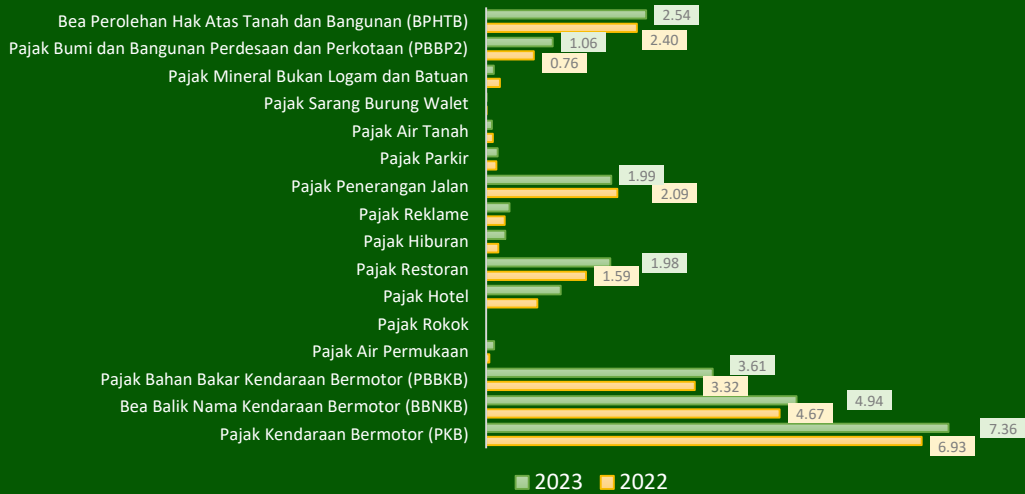 Bea Perolehan Hak Atas Tanah dan Bangunan (BPHTB)
2.54
2.40
Pajak Bumi dan Bangunan Perdesaan dan Perkotaan (PBBP2)
1.06
0.76
Pajak Mineral Bukan Logam dan Batuan
Pajak Sarang Burung Walet
Pajak Air Tanah
Pajak Parkir
Pajak Penerangan Jalan
1.99
2.09
Pajak Reklame
Pajak Hiburan
Pajak Restoran
1.98
1.59
Pajak Hotel
Pajak Rokok
Pajak Air Permukaan
Pajak Bahan Bakar Kendaraan Bermotor (PBBKB)
3.61
3.32
Bea Balik Nama Kendaraan Bermotor (BBNKB)
4.94
4.67
Pajak Kendaraan Bermotor (PKB)
7.36
6.93
2023 2022